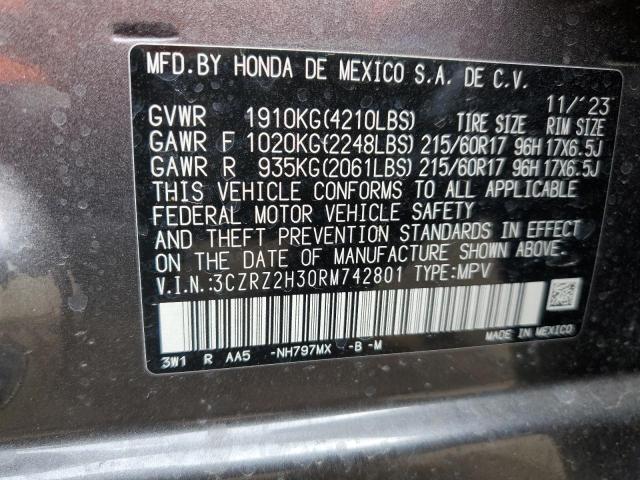 MFD.BY HONDA DE MEXICO S.A. DE C.V.
11/'23
GVWR 1910KG(4210LBS) TIRE SIZE RIM SIZE
GAWR F 1020KG(2248LBS) 215/60R17 96H 17X6.5J
GAWR R 935KG(2061LBS) 215/60R17 96H 17X6.5J
THIS VEHICLE CONFORMS TO ALL APPLICABLE
FEDERAL MOTOR VEHICLE SAFETY
AND THEFT PREVENTION STANDARDS IN EFFECT
ON THE DATE OF MANUFACTURE SHOWN ABOVE.
V.I.N.:3CZRZ2H30RM742801 TYPE:MPV
3W1 R AA5 -NH797MX -B -M
MADE IN MEXICO